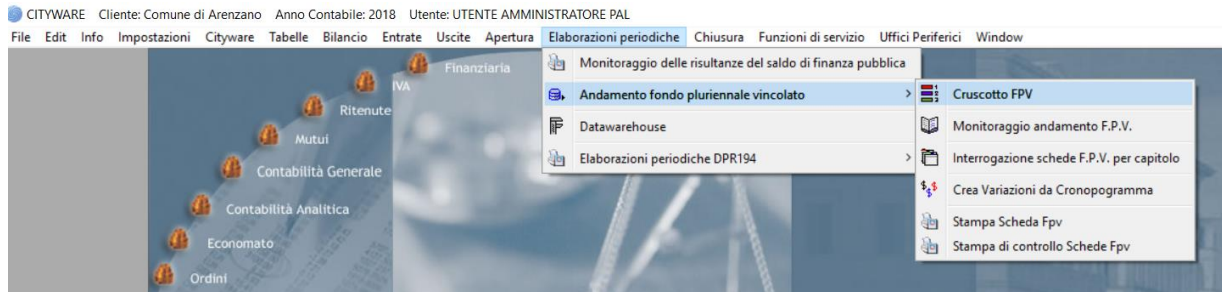 CITYWARE Cliente: Comune di Arenzano Anno Contabile: 2018 Utente: UTENTE AMMINISTRATORE PAL
File Edit Info Impostazioni Cityware Tabelle Bilancio Entrate Uscite Apertura Elaborazioni periodiche Chiusura Funzioni di servizio Uffici Periferici Window
Finanziaria
IVA
Ritenute
Mutui
Contabilità Generale
Contabilità Analitica
Economato
Ordini
Monitoraggio delle risultanze del saldo di finanza pubblica
Andamento fondo pluriennale vincolato
Datawarehouse
Elaborazioni periodiche DPR194
Cruscotto FPV
Monitoraggio andamento F.P.V.
Interrogazione schede F.P.V. per capitolo
Crea Variazioni da Cronopogramma
Stampa Scheda Fpv
Stampa di controllo Schede Fpv